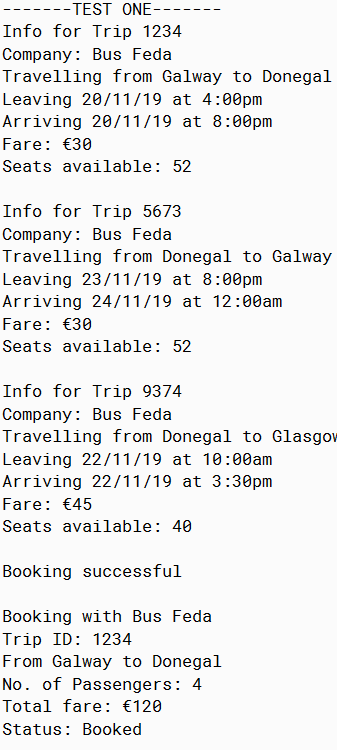 -------TEST ONE-------
Info for Trip 1234
Company: Bus Feda
Travelling from Galway to Donegal
Leaving 20/11/19 at 4:00pm
Arriving 20/11/19 at 8:00pm
Fare: €30
Seats available: 52
Info for Trip 5673
Company: Bus Feda
Travelling from Donegal to Galway
Leaving 23/11/19 at 8:00pm
Arriving 24/11/19 at 12:00am
Fare: €30
Seats available: 52
Info for Trip 9374
Company: Bus Feda
Travelling from Donegal to Glasgow
Leaving 22/11/19 at 10:00am
Arriving 22/11/19 at 3:30pm
Fare: €45
Seats available: 40
Booking successful
Booking with Bus Feda
Trip ID: 1234
From Galway to Donegal
No. of Passengers: 4
Total fare: €120
Status: Booked